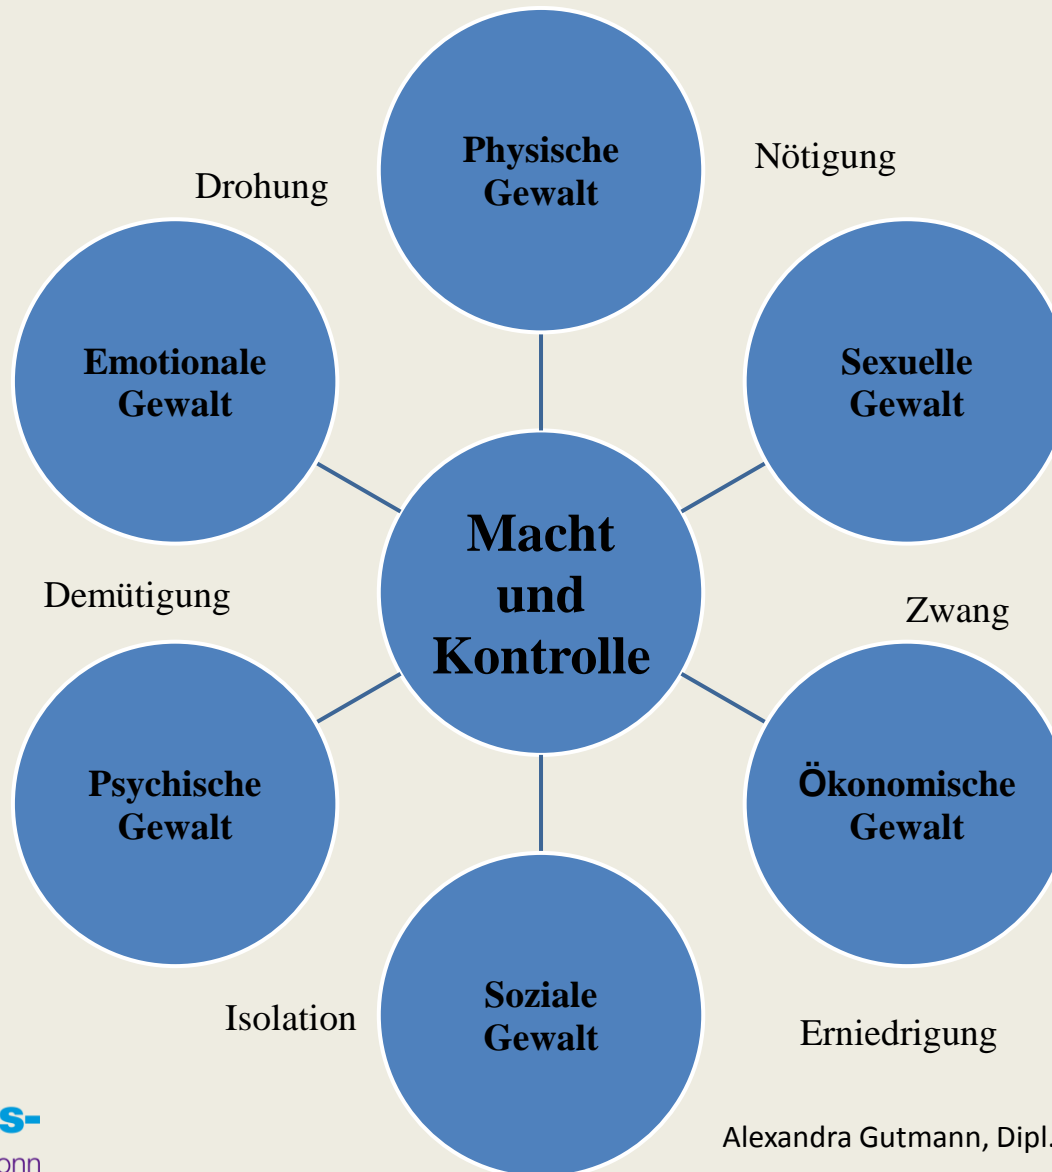 Physische
Gewalt
Nötigung
Drohung
Emotionale
Gewalt
Sexuelle
Gewalt
Macht
und
Kontrolle
Demütigung
Zwang
Psychische
Gewalt
Ökonomische
Gewalt
Soziale
Gewalt
Isolation
Erniedrigung
s-
onn
Alexandra Gutmann, Dipl.